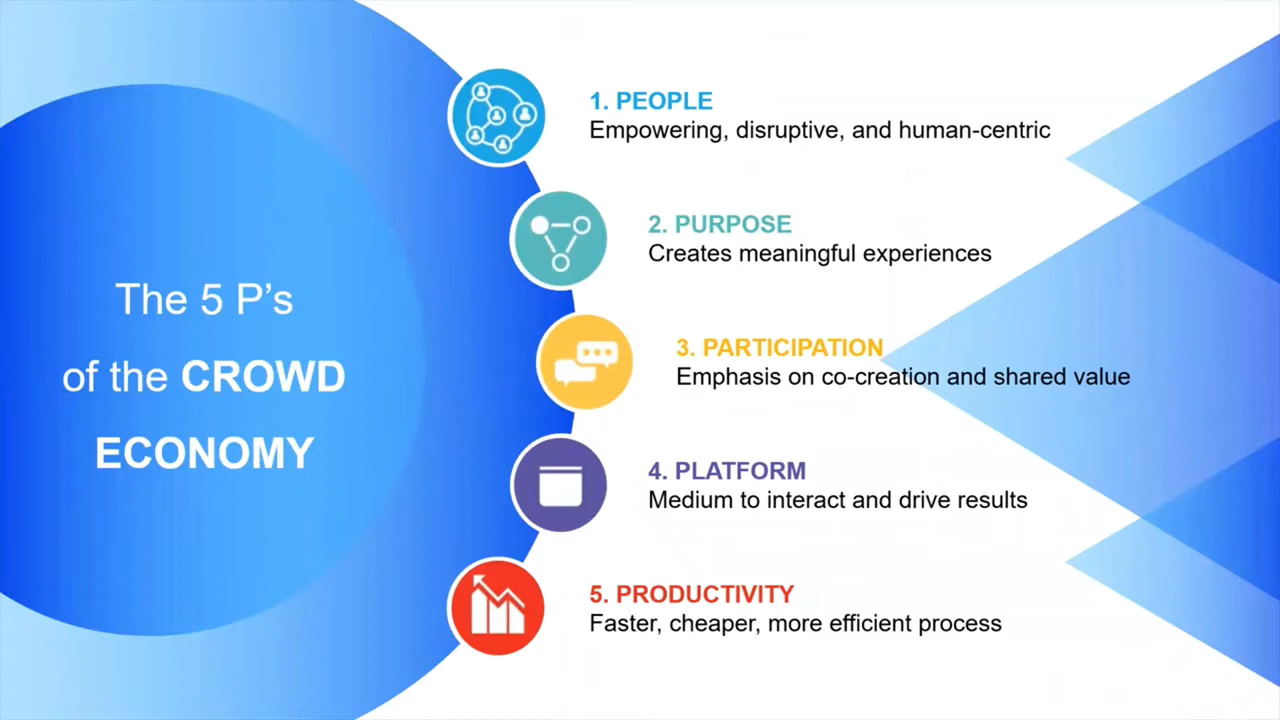 The 5 P’s
of the CROWD
ECONOMY
1. PEOPLE
Empowering, disruptive, and human-centric
2. PURPOSE
Creates meaningful experiences
3. PARTICIPATION
Emphasis on co-creation and shared value
4. PLATFORM
Medium to interact and drive results
5. PRODUCTIVITY
Faster, cheaper, more efficient process